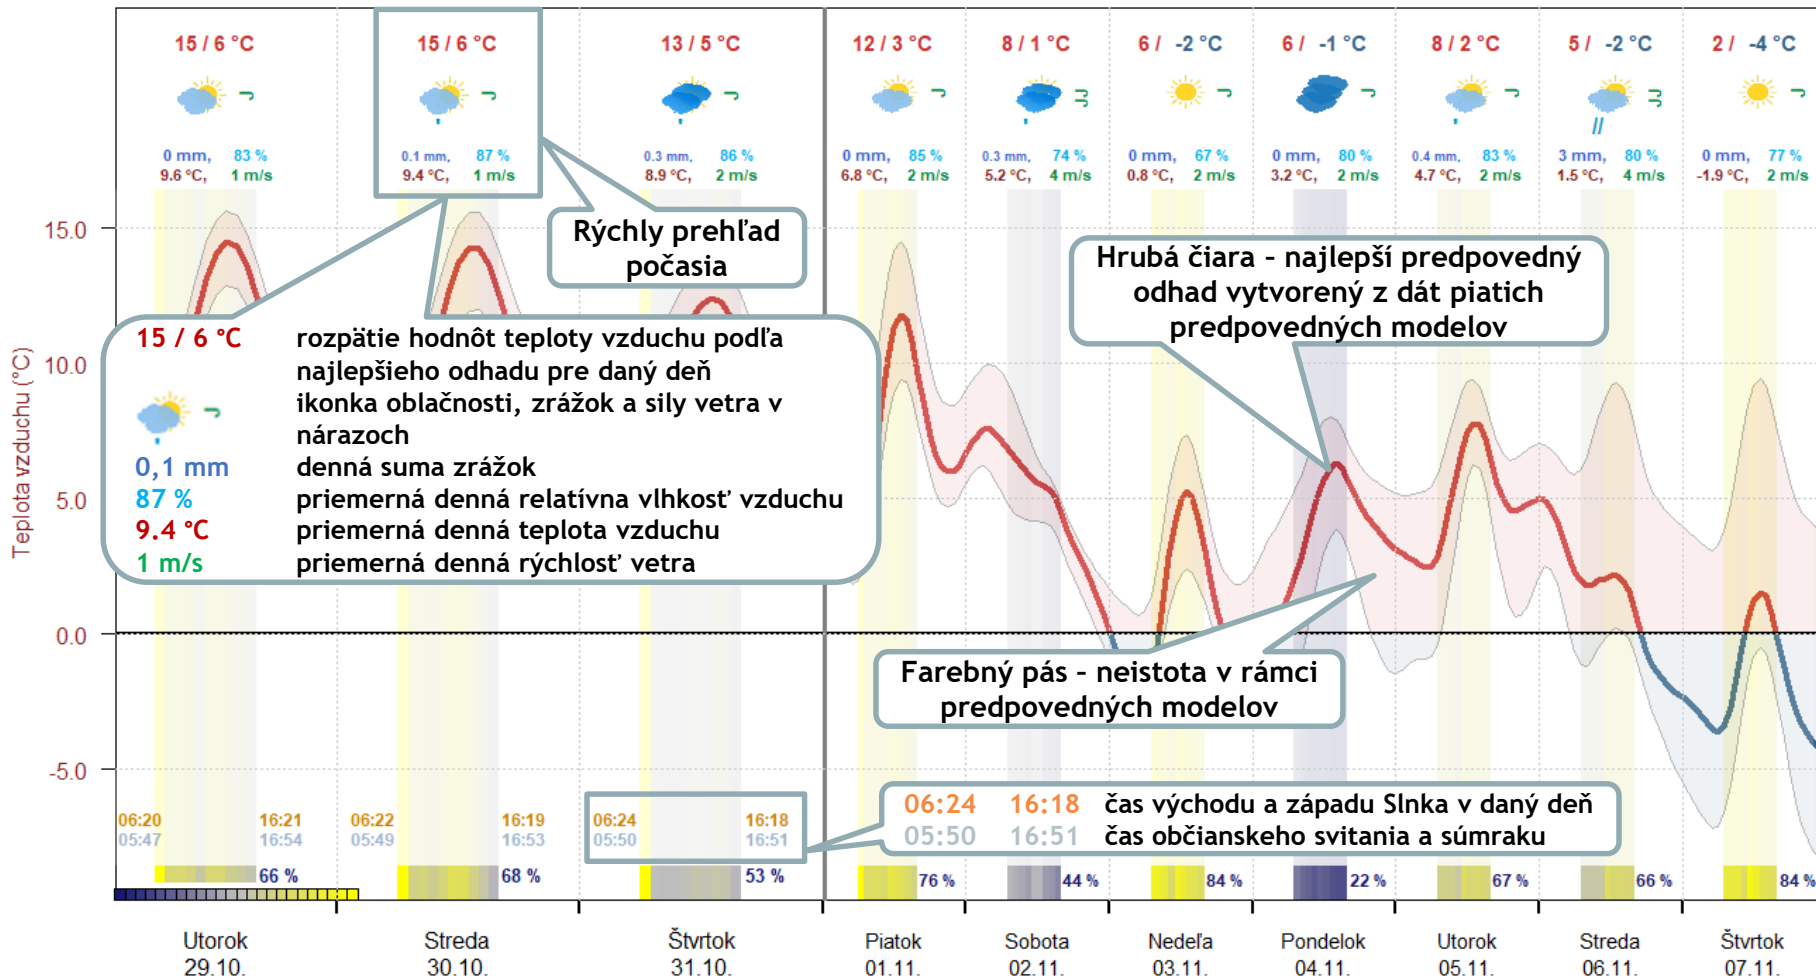 15 / 6 °C
15 / 6 °C
13 / 5 °C
12 / 3 °C
8 / 1 °C
6 / -2 °C
6 / -1 °C
8 / 2 °C
5 / -2 °C
2 / -4 °C
0 mm, 83 %
9.6 °C, 1 m/s
0.1 mm, 87 %
9.4 °C, 1 m/s
0.3 mm, 86 %
8.9 °C, 2 m/s
0 mm, 85 %
6.8 °C, 2 m/s
0.3 mm, 74 %
5.2 °C, 4 m/s
0 mm, 67 %
0.8 °C, 2 m/s
0 mm, 80 %
3.2 °C, 2 m/s
0.4 mm, 83 %
4.7 °C, 2 m/s
3 mm, 80 %
1.5 °C, 4 m/s
0 mm, 77 %
-1.9 °C, 2 m/s
Teplota vzduchu (°C)
15.0
10.0
5.0
0.0
-5.0
Rýchly prehľad
počasia
Hrubá čiara - najlepší predpovedný
odhad vytvorený z dát piatich
predpovedných modelov
15 / 6 °C rozpätie hodnôt teploty vzduchu podľa
najlepšieho odhadu pre daný deň
ikonka oblačnosti, zrážok a sily vetra v
nárazoch
0,1 mm denná suma zrážok
87 % priemerná denná relatívna vlhkosť vzduchu
9.4 °C priemerná denná teplota vzduchu
1 m/s priemerná denná rýchlosť vetra
Farebný pás - neistota v rámci
predpovedných modelov
06:20 16:21
05:47 16:54
06:22 16:19
05:49 16:53
06:24 16:18
05:50 16:51
06:24 16:18 čas východu a západu Slnka v daný deň
05:50 16:51 čas občianskeho svitania a súmraku
66 %
68 %
53 %
76 %
44 %
84 %
22 %
67 %
66 %
84 %
Utorok
29.10.
Streda
30.10.
Štvrtok
31.10.
Piatok
01.11.
Sobota
02.11.
Nedeľa
03.11.
Pondelok
04.11.
Utorok
05.11.
Streda
06.11.
Štvrtok
07.11.